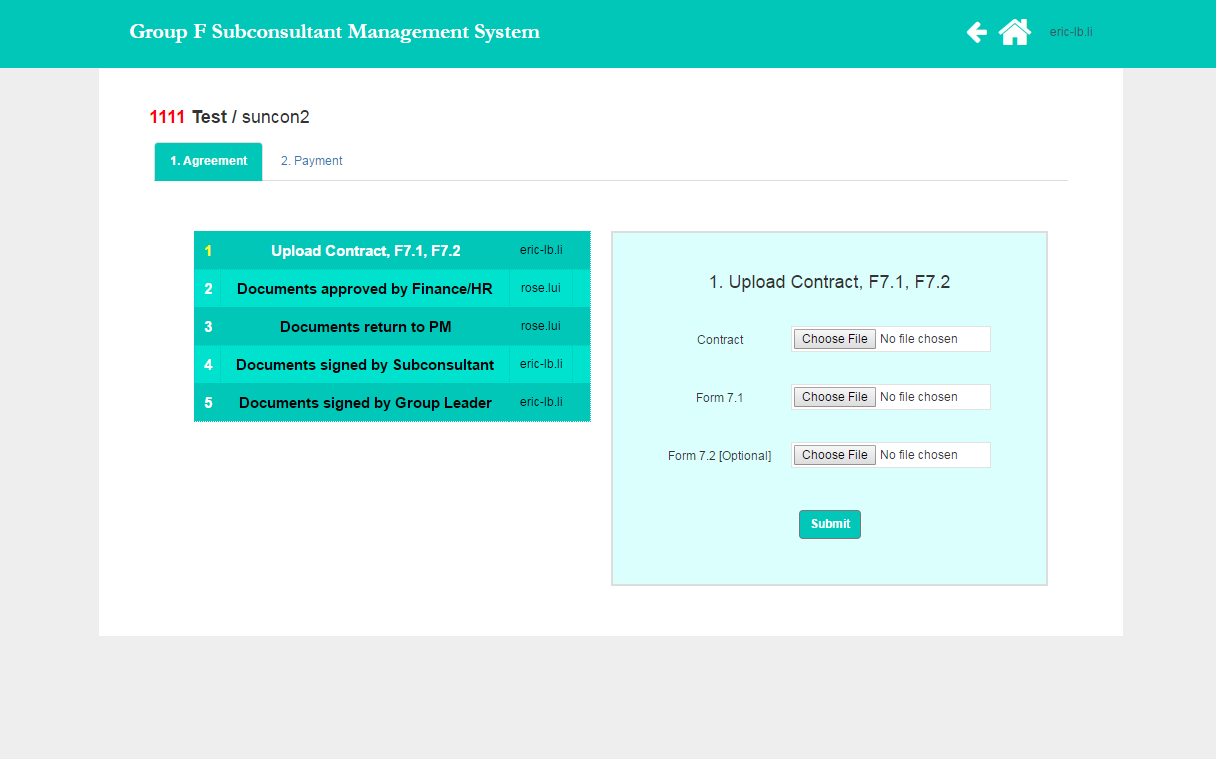 Group F Subconsultant Management System
eric-lb.li
1111 Test / suncon2
1. Agreement
2. Payment
1 Upload Contract, F7.1, F7.2 eric-lb.li
2 Documents approved by Finance/HR rose.lui
3 Documents return to PM rose.lui
4 Documents signed by Subconsultant eric-lb.li
5 Documents signed by Group Leader eric-lb.li
1. Upload Contract, F7.1, F7.2
Contract Choose File No file chosen
Form 7.1 Choose File No file chosen
Form 7.2 [Optional] Choose File No file chosen
Submit